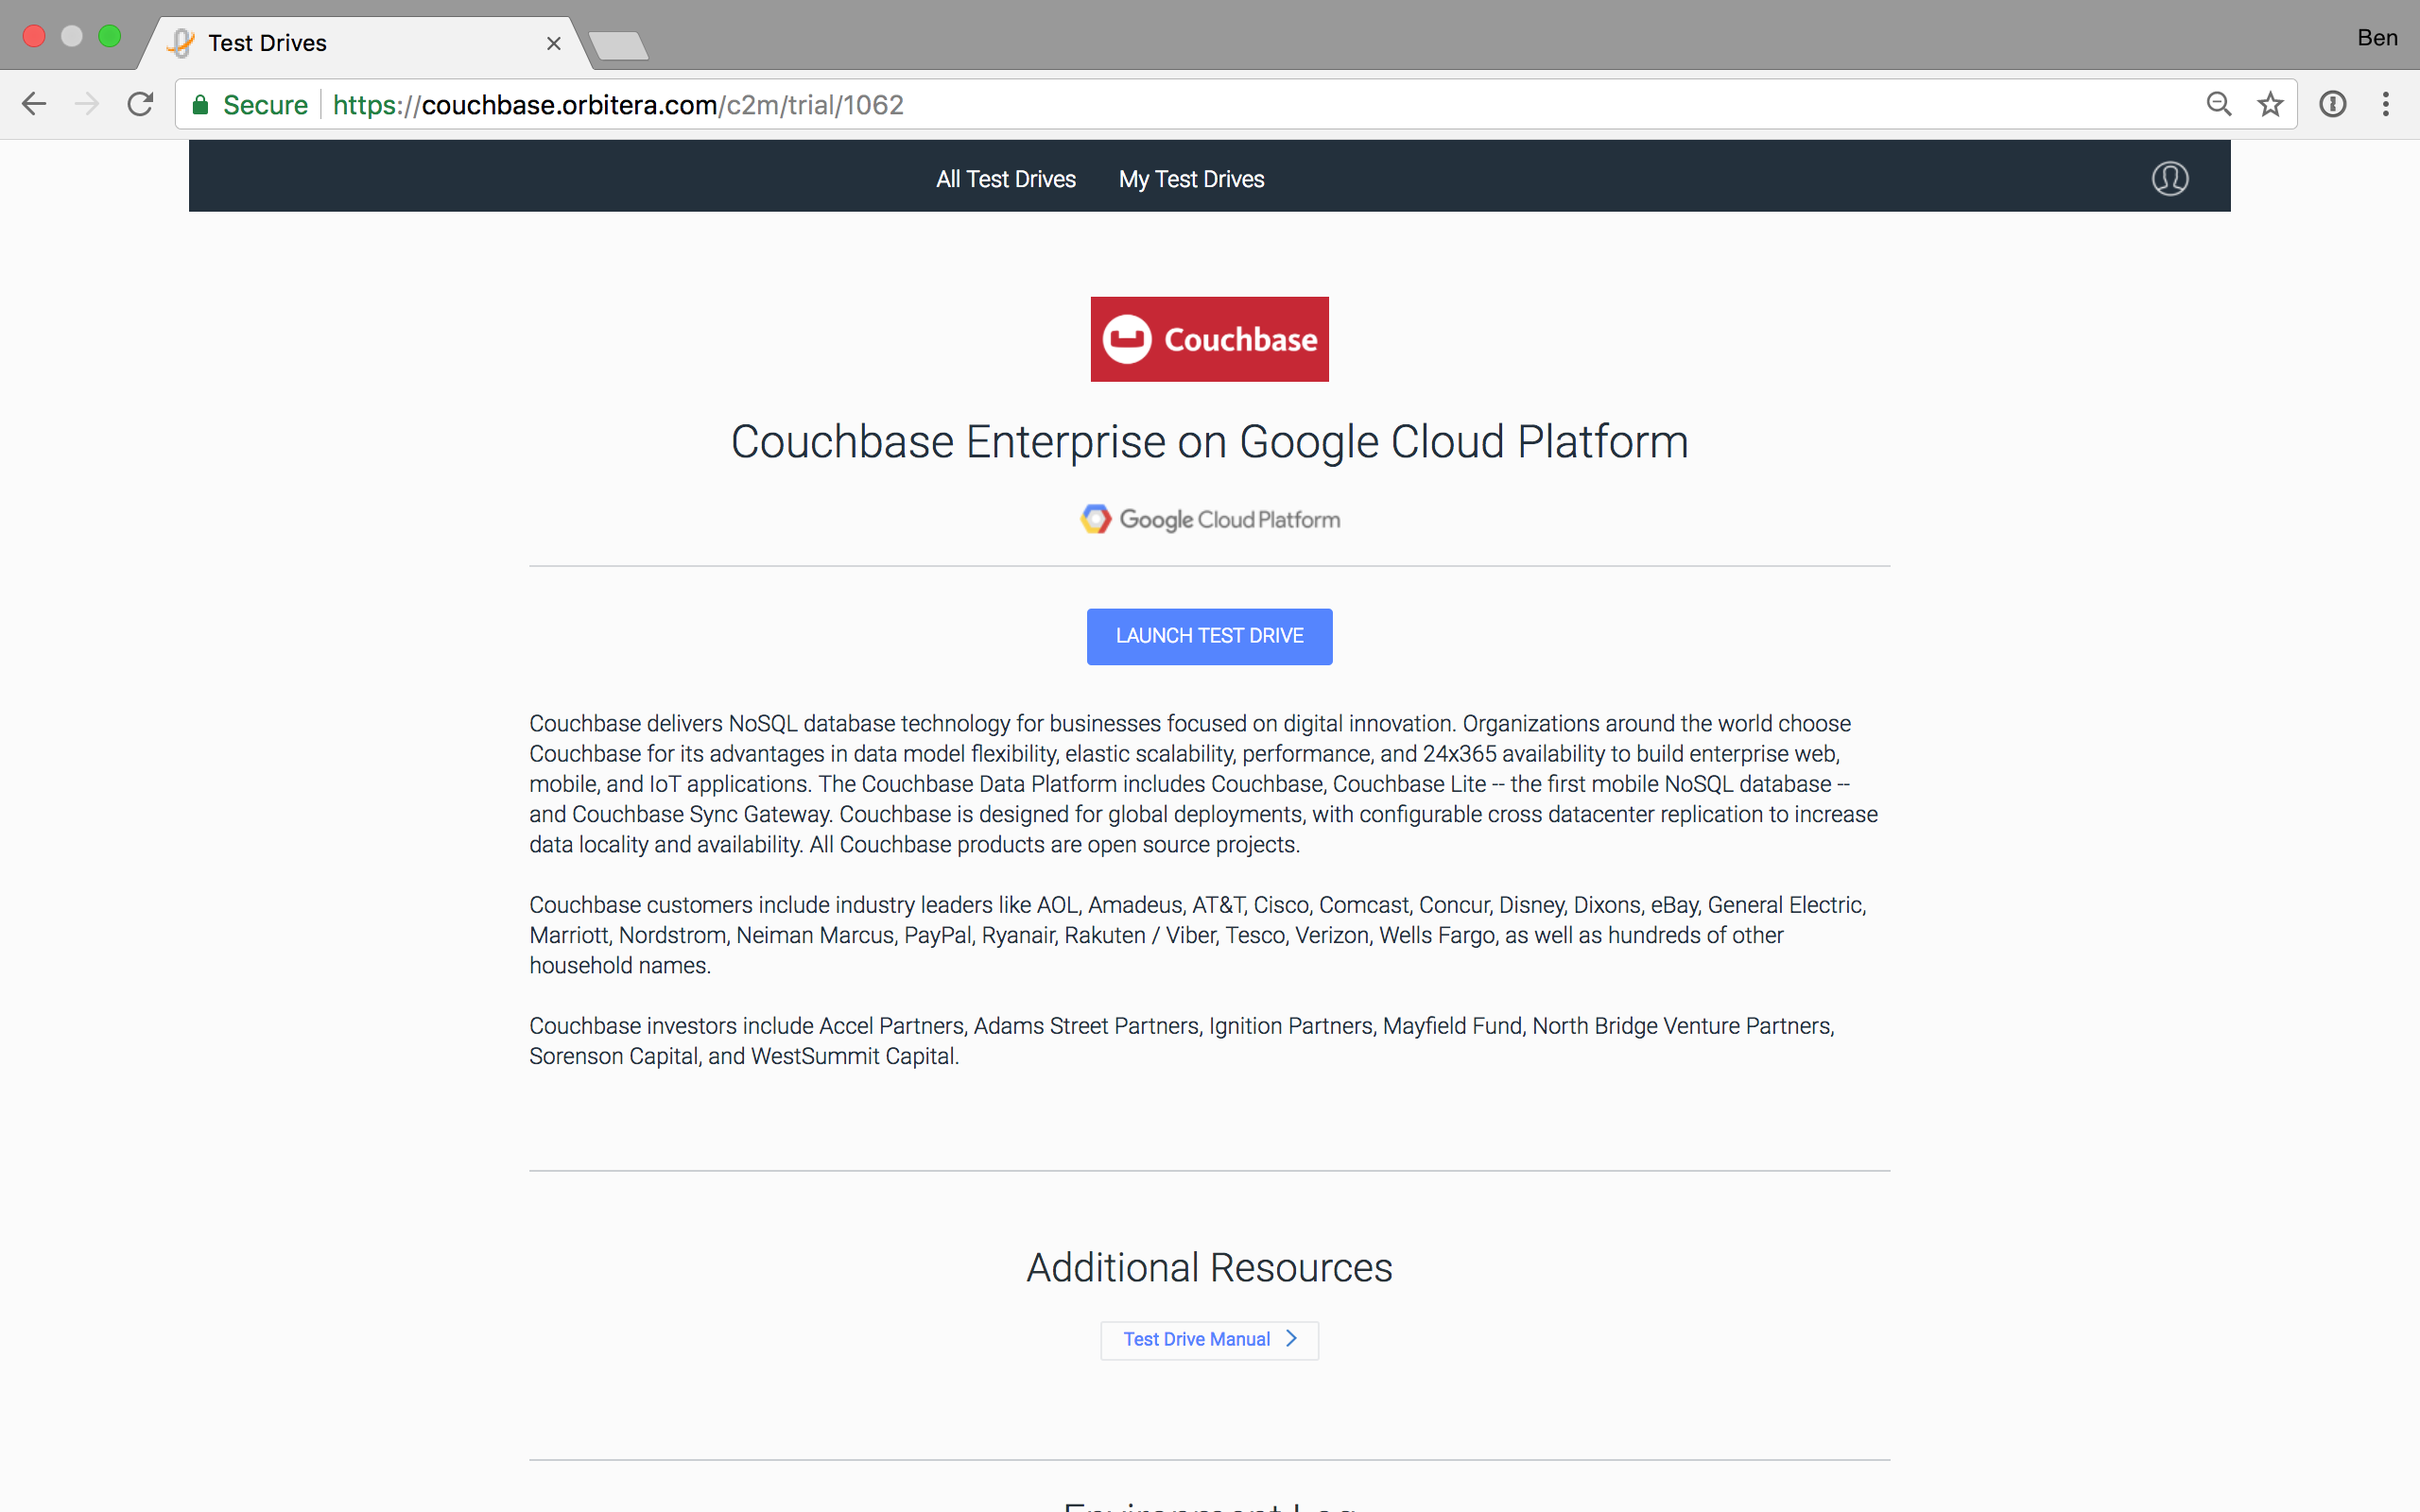 Test Drives
Ben
Secure https://couchbase.orbitera.com/c2m/trial/1062
All Test Drives My Test Drives
Couchbase
Couchbase Enterprise on Google Cloud Platform
Google Cloud Platform
LAUNCH TEST DRIVE
Couchbase delivers NoSQL database technology for businesses focused on digital innovation. Organizations around the world choose
Couchbase for its advantages in data model flexibility, elastic scalability, performance, and 24x365 availability to build enterprise web,
mobile, and IoT applications. The Couchbase Data Platform includes Couchbase, Couchbase Lite -- the first mobile NoSQL database --
and Couchbase Sync Gateway. Couchbase is designed for global deployments, with configurable cross datacenter replication to increase
data locality and availability. All Couchbase products are open source projects.
Couchbase customers include industry leaders like AOL, Amadeus, AT&T, Cisco, Comcast, Concur, Disney, Dixons, eBay, General Electric,
Marriott, Nordstrom, Neiman Marcus, PayPal, Ryanair, Rakuten / Viber, Tesco, Verizon, Wells Fargo, as well as hundreds of other
household names.
Couchbase investors include Accel Partners, Adams Street Partners, Ignition Partners, Mayfield Fund, North Bridge Venture Partners,
Sorenson Capital, and WestSummit Capital.
Additional Resources
Test Drive Manual
Environment Log